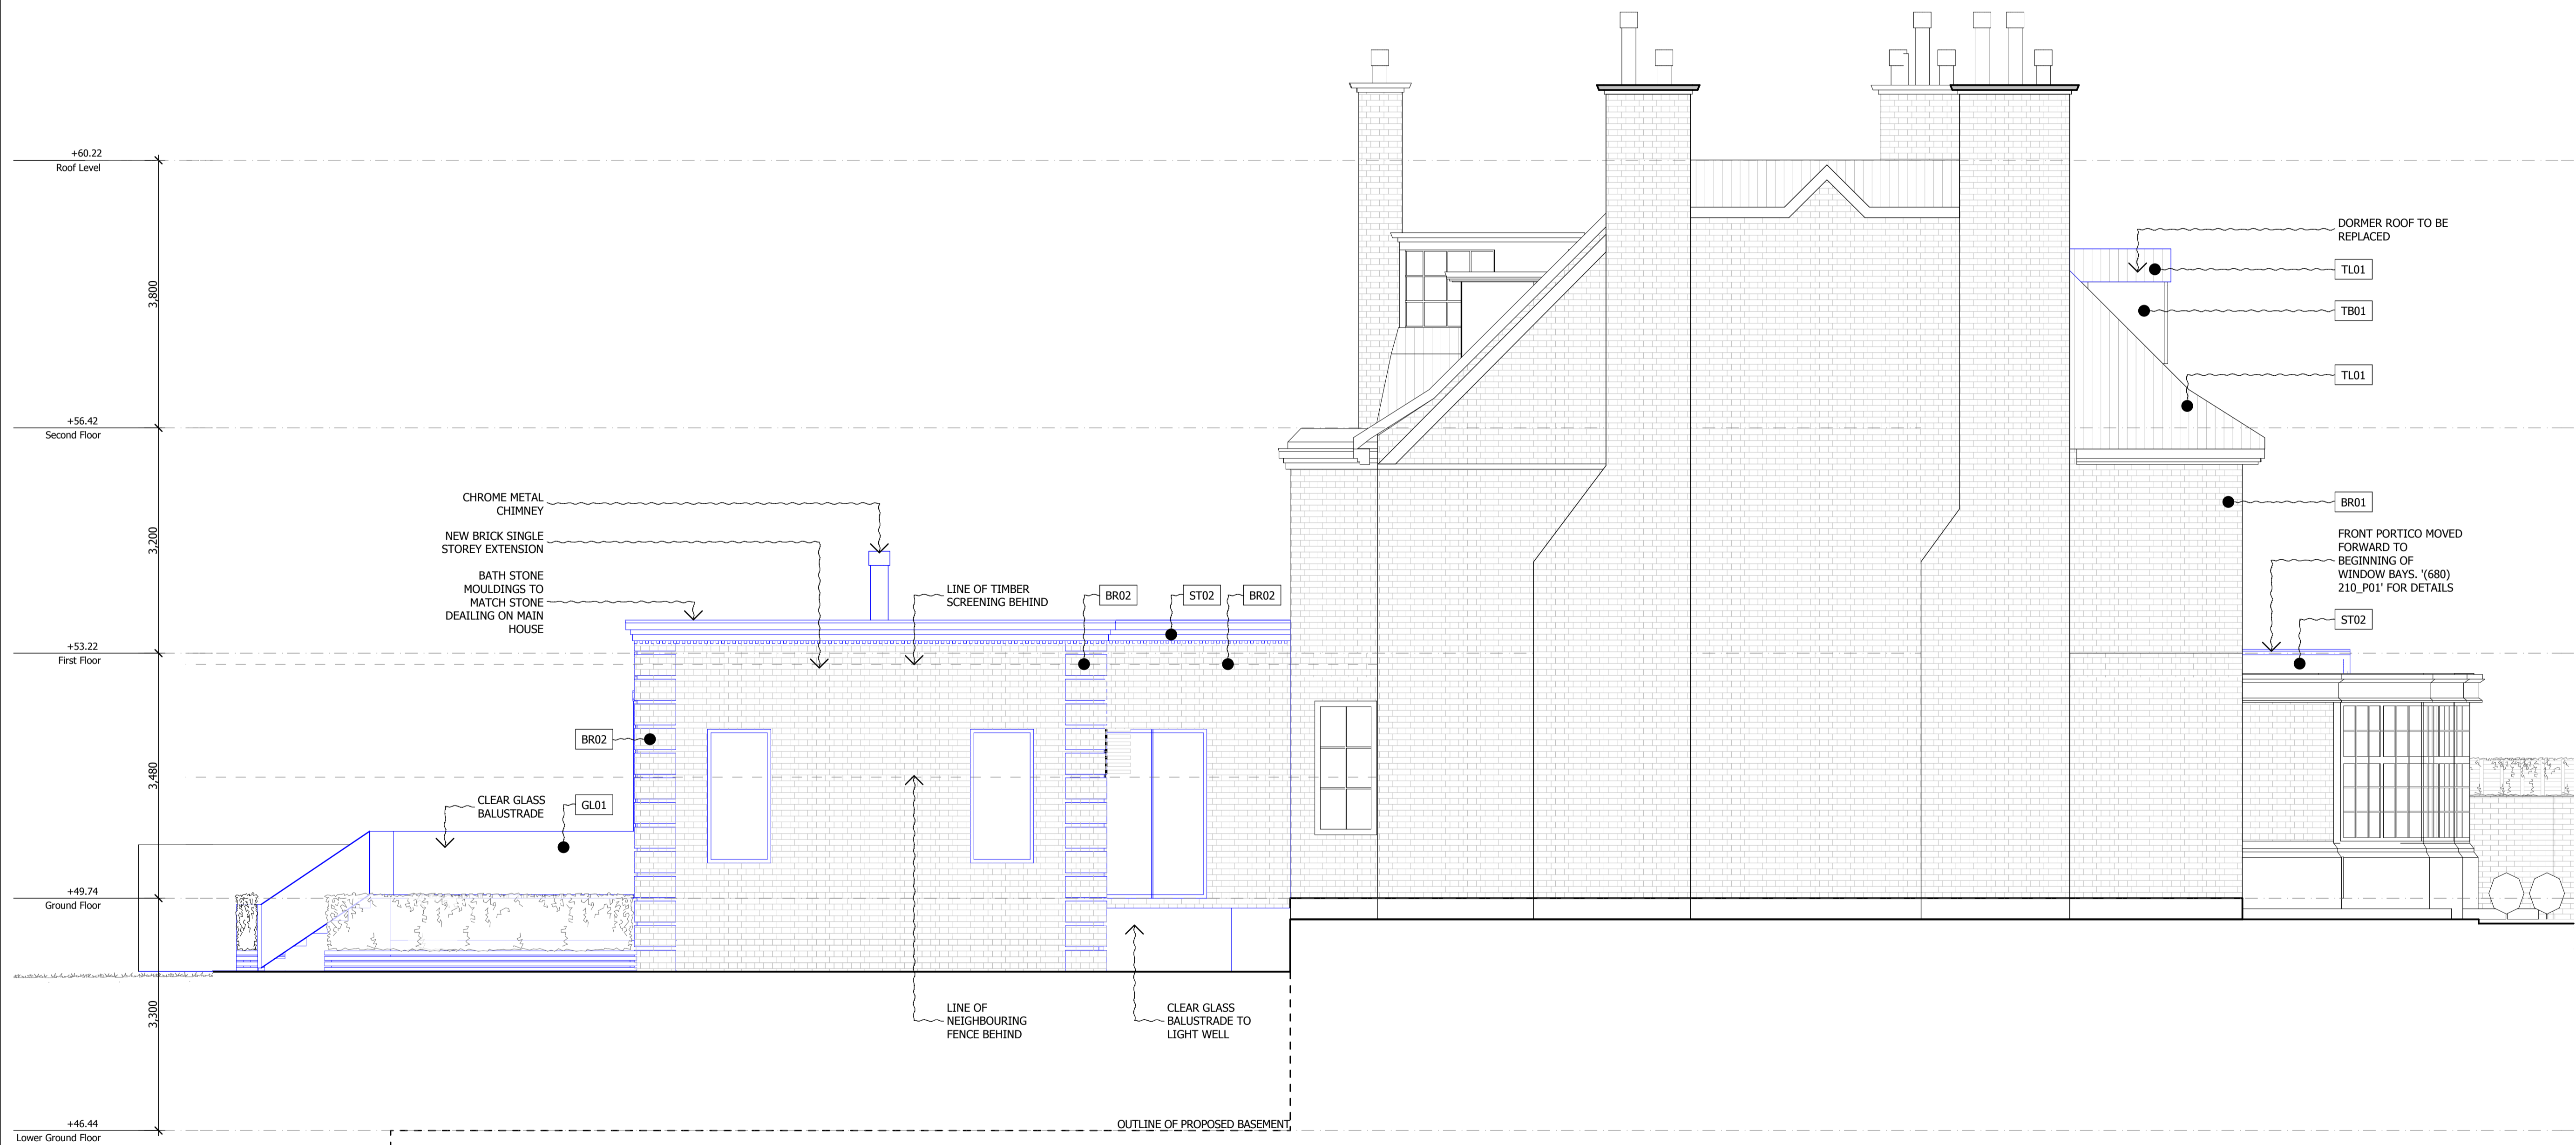 +60.22
Roof Level
3,800
+56.42
Second Floor
3,200
+53.22
First Floor
3,480
+49.74
Ground Floor
3,300
+46.44
Lower Ground Floor
CHROME METAL
CHIMNEY
NEW BRICK SINGLE
STOREY EXTENSION
BATH STONE
MOULDINGS TO
MATCH STONE
DEAILING ON MAIN
HOUSE
LINE OF TIMBER
SCREENING BEHIND
BR02
ST02
BR02
BR02
CLEAR GLASS
BALUSTRADE
GL01
LINE OF
NEIGHBOURING
FENCE BEHIND
CLEAR GLASS
BALUSTRADE TO
LIGHT WELL
OUTLINE OF PROPOSED BASEMENT
DORMER ROOF TO BE
REPLACED
TL01
TB01
TL01
BR01
FRONT PORTICO MOVED
FORWARD TO
BEGINNING OF
WINDOW BAYS. '(680)
210_P01' FOR DETAILS
ST02